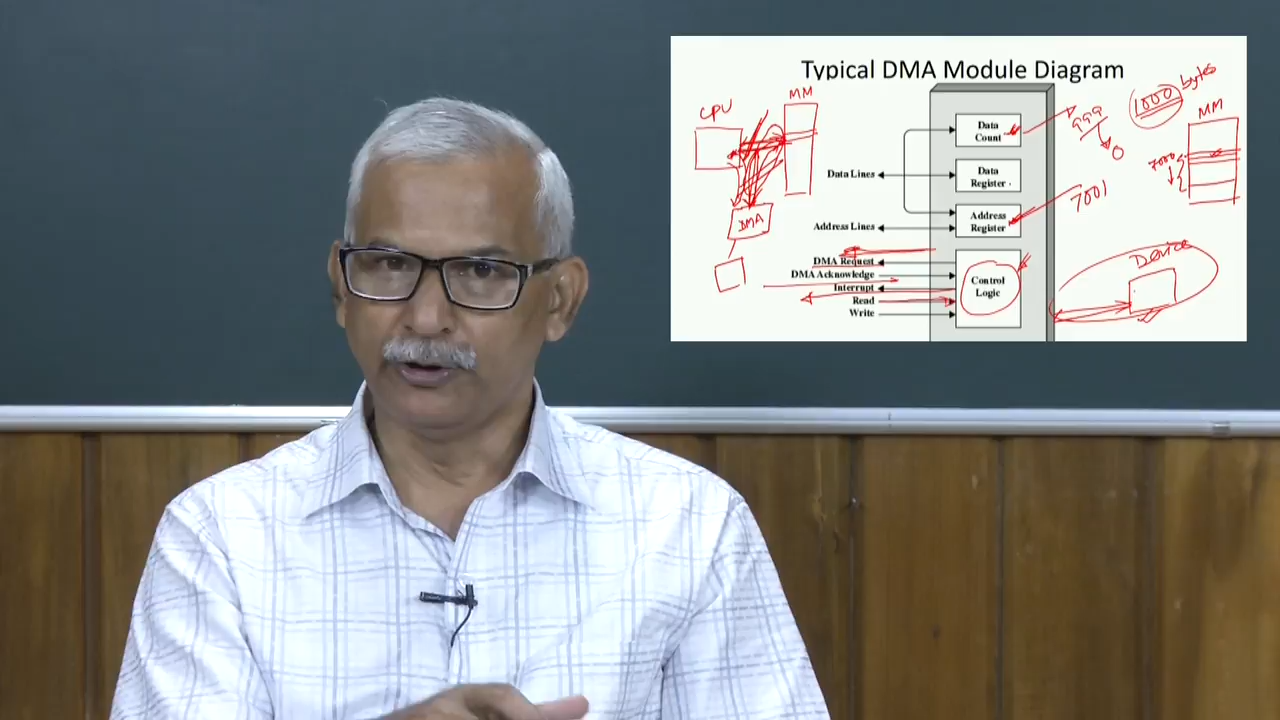 Typical DMA Module Diagram
CPU
MM
DMA
Data
Count
Data
Register
Address
Register
Control
Logic
Data Lines
Address Lines
DMA Request
DMA Acknowledge
Interrupt
Read
Write
999
0
1000 bytes
MM
7000
7001
Device